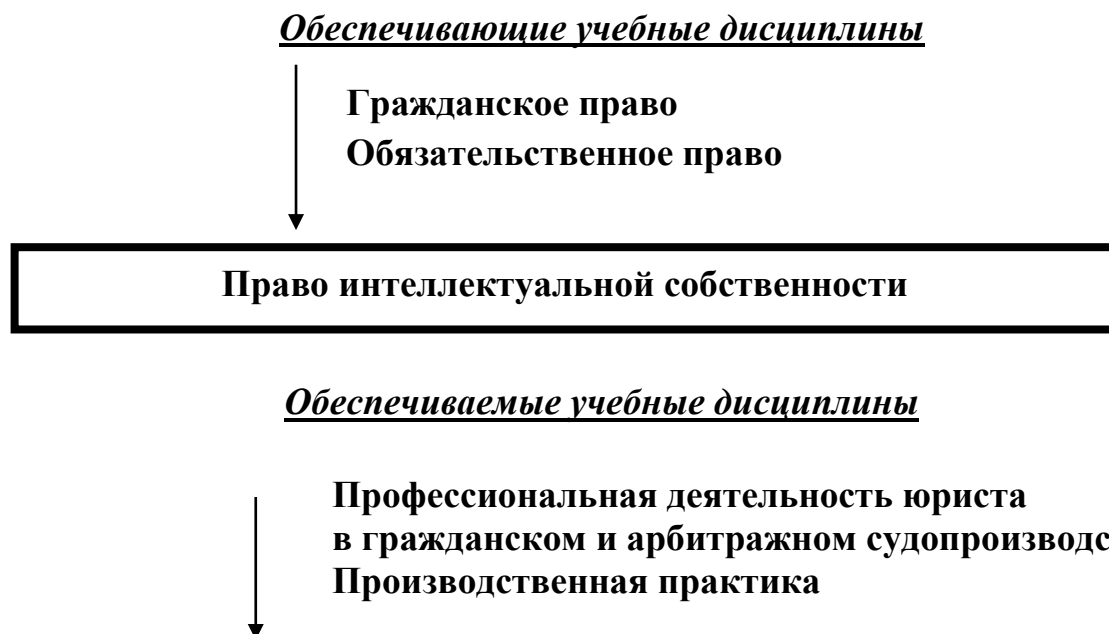 Обеспечивающие учебные дисциплины
Гражданское право
Обязательственное право
Право интеллектуальной собственности
Обеспечиваемые учебные дисциплины
Профессиональная деятельность юриста
в гражданском и арбитражном судопроизводс
Производственная практика